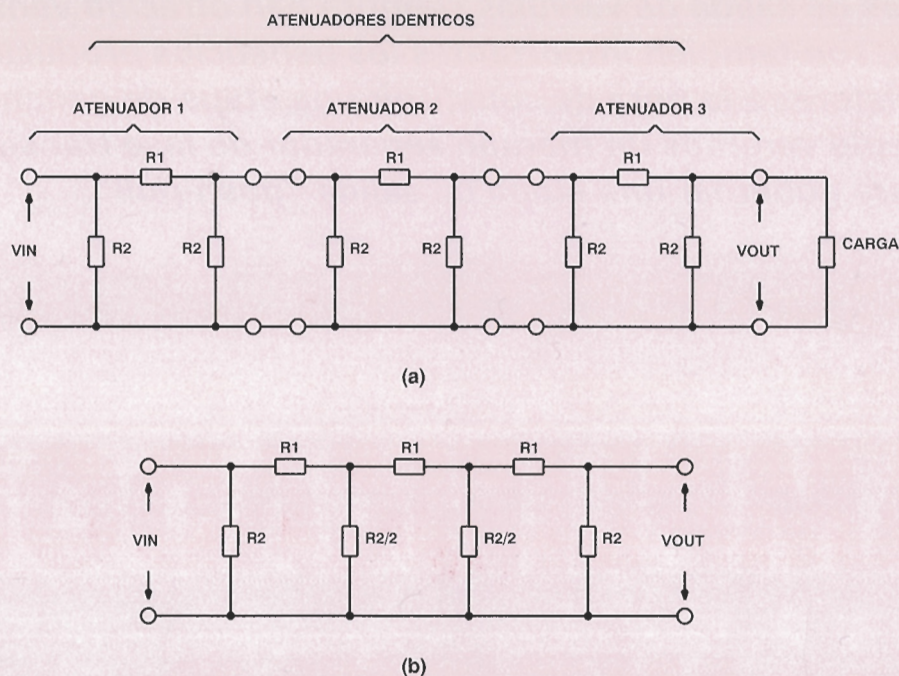 ATENUADORES IDENTICOS
ATENUADOR 1 ATENUADOR 2 ATENUADOR 3
R1 R1 R1
VIN R2 R2 R2 R2 R2 R2 VOUT CARGA
(a)
R1 R1 R1
VIN R2 R2/2 R2/2 R2 VOUT
(b)